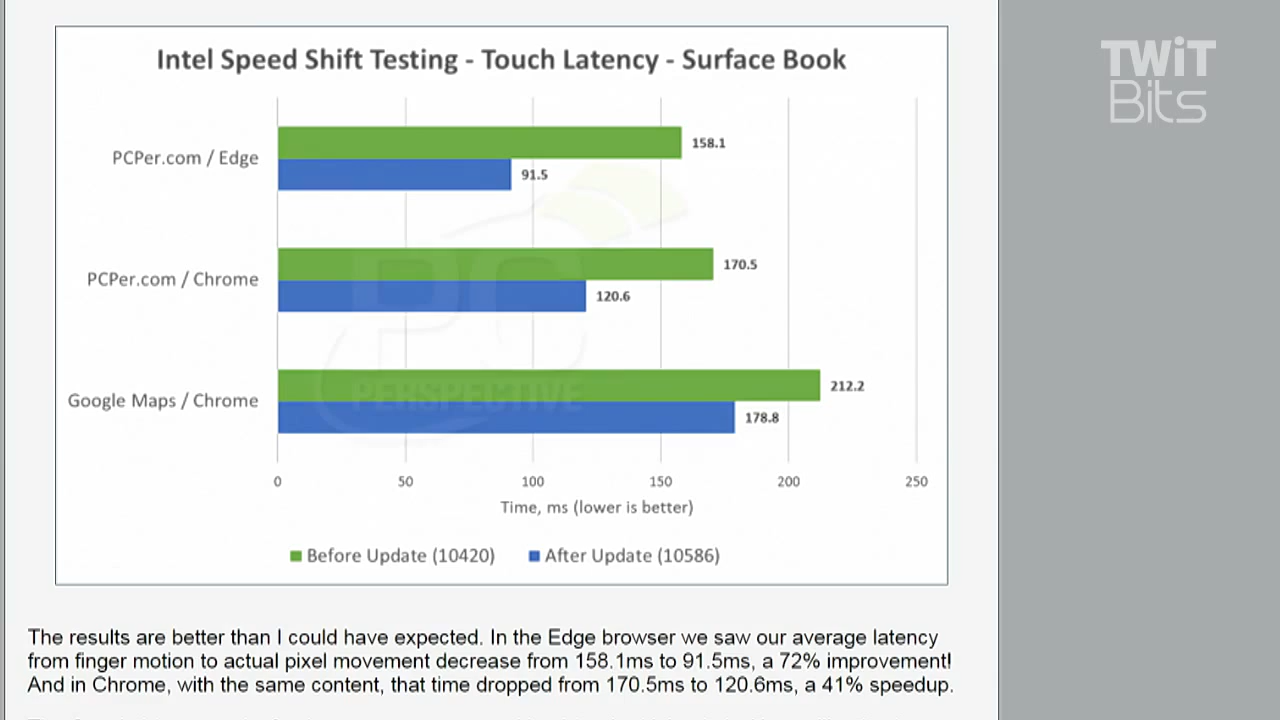 Intel Speed Shift Testing - Touch Latency - Surface Book
TWiT
Bits
PCPer.com / Edge
158.1
91.5
PCPer.com / Chrome
170.5
120.6
PC
PERSPECTIVE
Google Maps / Chrome
212.2
178.8
0 50 100 150 200 250
Time, ms (lower is better)
Before Update (10420) After Update (10586)
The results are better than I could have expected. In the Edge browser we saw our average latency
from finger motion to actual pixel movement decrease from 158.1ms to 91.5ms, a 72% improvement!
And in Chrome, with the same content, that time dropped from 170.5ms to 120.6ms, a 41% speedup.